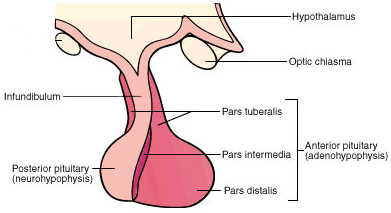 Hypothalamus
Optic chiasma
Infundibulum
Pars tuberalis
Pars intermedia
Anterior pituitary
(adenohypophysis)
Posterior pituitary
(neurohypophysis)
Pars distalis